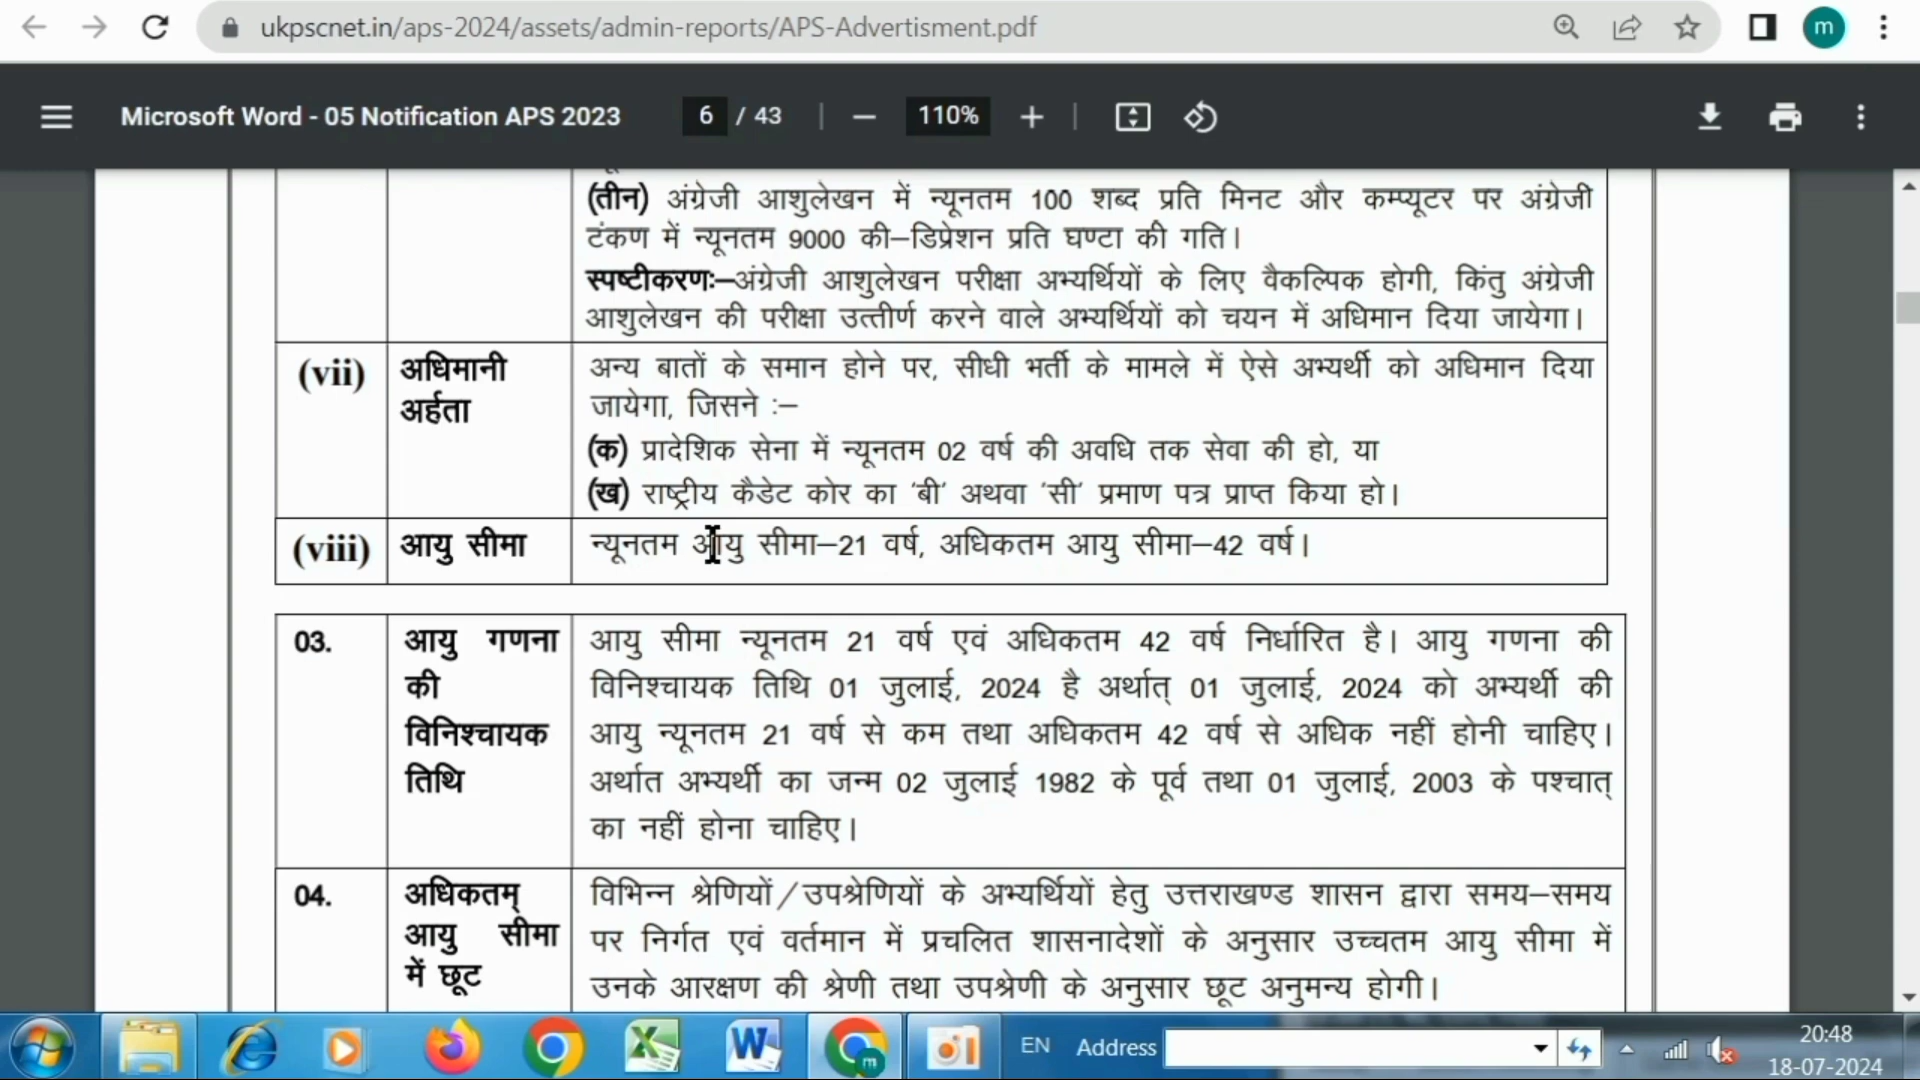 ukpscnet.in/aps-2024/assets/admin-reports/APS-Advertisment.pdf
m
Microsoft Word - 05 Notification APS 2023
6 / 43
110%
(तीन) अंग्रेजी आशुलेखन में न्यूनतम 100 शब्द प्रति मिनट और कम्प्यूटर पर अंग्रेजी
टंकण में न्यूनतम 9000 की–डिप्रेशन प्रति घण्टा की गति।
स्पष्टीकरणः–अंग्रेजी आशुलेखन परीक्षा अभ्यर्थियों के लिए वैकल्पिक होगी, किंतु अंग्रेजी
आशुलेखन की परीक्षा उत्तीर्ण करने वाले अभ्यर्थियों को चयन में अधिमान दिया जायेगा।
(vii)
अधिमानी
अर्हता
अन्य बातों के समान होने पर, सीधी भर्ती के मामले में ऐसे अभ्यर्थी को अधिमान दिया
जायेगा, जिसने :–
(क) प्रादेशिक सेना में न्यूनतम 02 वर्ष की अवधि तक सेवा की हो, या
(ख) राष्ट्रीय कैडेट कोर का 'बी' अथवा 'सी' प्रमाण पत्र प्राप्त किया हो।
(viii)
आयु सीमा
न्यूनतम आयु सीमा–21 वर्ष, अधिकतम आयु सीमा–42 वर्ष।
03.
आयु गणना
की
विनिश्चायक
तिथि
आयु सीमा न्यूनतम 21 वर्ष एवं अधिकतम 42 वर्ष निर्धारित है। आयु गणना की
विनिश्चायक तिथि 01 जुलाई, 2024 है अर्थात् 01 जुलाई, 2024 को अभ्यर्थी की
आयु न्यूनतम 21 वर्ष से कम तथा अधिकतम 42 वर्ष से अधिक नहीं होनी चाहिए।
अर्थात अभ्यर्थी का जन्म 02 जुलाई 1982 के पूर्व तथा 01 जुलाई, 2003 के पश्चात्
का नहीं होना चाहिए।
04.
अधिकतम्
आयु सीमा
में छूट
विभिन्न श्रेणियों/उपश्रेणियों के अभ्यर्थियों हेतु उत्तराखण्ड शासन द्वारा समय–समय
पर निर्गत एवं वर्तमान में प्रचलित शासनादेशों के अनुसार उच्चतम आयु सीमा में
उनके आरक्षण की श्रेणी तथा उपश्रेणी के अनुसार छूट अनुमन्य होगी।
EN
Address
20:48
18-07-2024